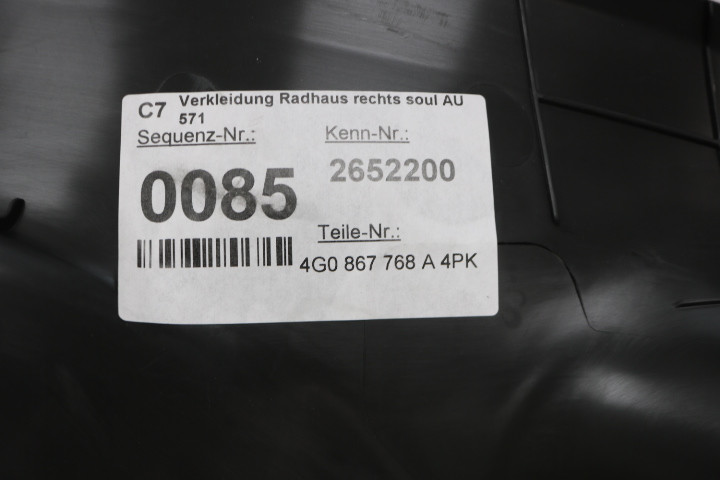 C7 Verkleidung Radhaus rechts soul AU
571
Sequenz-Nr.: Kenn-Nr.:
0085 2652200
Teile-Nr.:
4G0 867 768 A 4PK